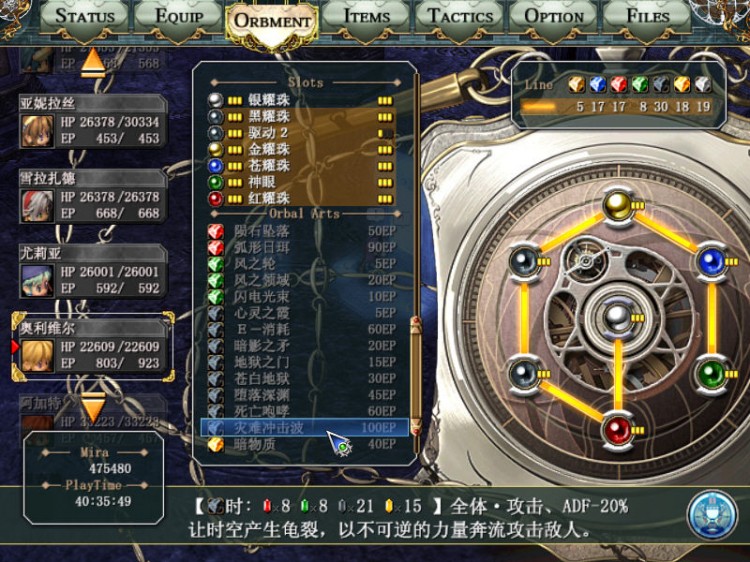 STATUS EQUIP ORBMENT ITEMS TACTICS OPTION FILES
EP 568
亚妮拉丝
HP 26378/30334
EP 453/ 453
雪拉扎德
HP 26378/26378
EP 668/ 668
尤莉亚
HP 26001/26001
EP 592/ 592
奥利维尔
HP 22609/22609
EP 803/ 923
阿加特
HP 33223/33223
Mira
475480
PlayTime
40:35:49
Slots
银耀珠
黑耀珠
驱动 2
金耀珠
苍耀珠
神眼
红耀珠
Orbal Arts
陨石坠落 50EP
弧形日珥 90EP
风之轮 5EP
风之领域 20EP
闪电光束 10EP
心灵之霞 5EP
E－消耗 60EP
暗影之矛 20EP
地狱之门 15EP
苍白地狱 30EP
堕落深渊 45EP
死亡咆哮 60EP
灾难冲击波 100EP
暗物质 40EP
Line
5 17 17 8 30 18 19
【时：×8 ×8 ×21 ×15 】全体·攻击、ADF-20%
让时空产生龟裂，以不可逆的力量奔流攻击敌人。